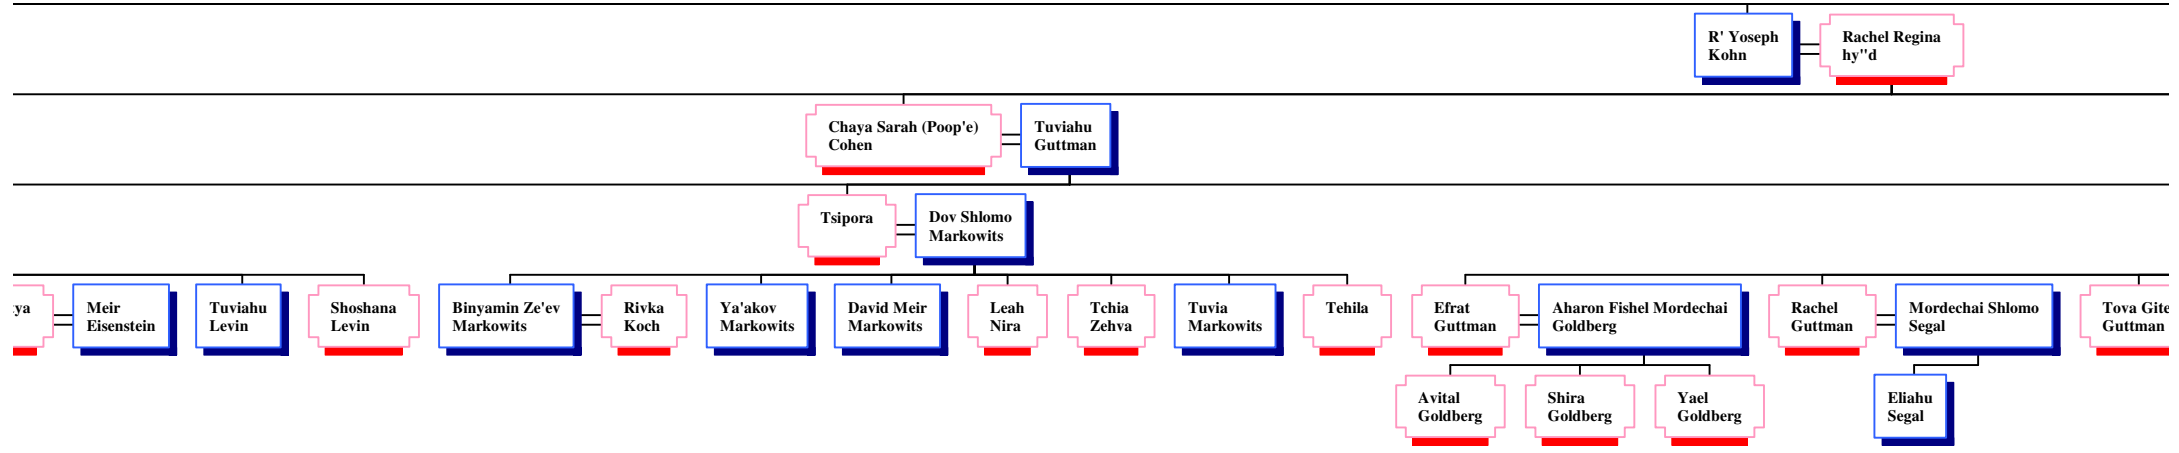 R' Yoseph
Kohn
Rachel Regina
hy"d
Chaya Sarah (Poop'e)
Cohen
Tuviahu
Guttman
Tsipora
Dov Shlomo
Markowits
Meir
Eisenstein
Tuviahu
Levin
Shoshana
Levin
Binyamin Ze'ev
Markowits
Rivka
Koch
Ya'akov
Markowits
David Meir
Markowits
Leah
Nira
Tchia
Zehva
Tuvia
Markowits
Tehila
Efrat
Guttman
Aharon Fishel Mordechai
Goldberg
Rachel
Guttman
Mordechai Shlomo
Segal
Tova Gite
Guttman
Avital
Goldberg
Shira
Goldberg
Yael
Goldberg
Eliahu
Segal